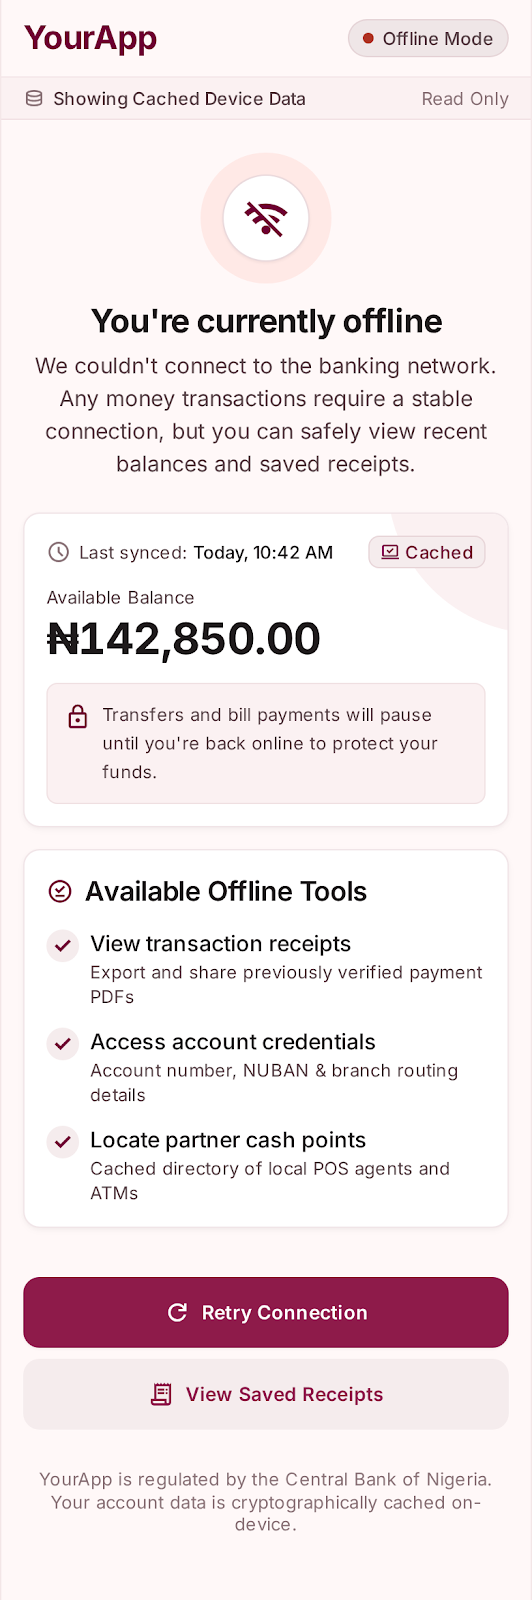 YourApp
Offline Mode
Showing Cached Device Data
Read Only
You're currently offline
We couldn't connect to the banking network.
Any money transactions require a stable
connection, but you can safely view recent
balances and saved receipts.
Last synced: Today, 10:42 AM
Cached
Available Balance
₦142,850.00
Transfers and bill payments will pause
until you're back online to protect your
funds.
Available Offline Tools
View transaction receipts
Export and share previously verified payment
PDFs
Access account credentials
Account number, NUBAN & branch routing
details
Locate partner cash points
Cached directory of local POS agents and
ATMs
Retry Connection
View Saved Receipts
YourApp is regulated by the Central Bank of Nigeria.
Your account data is cryptographically cached on-
device.